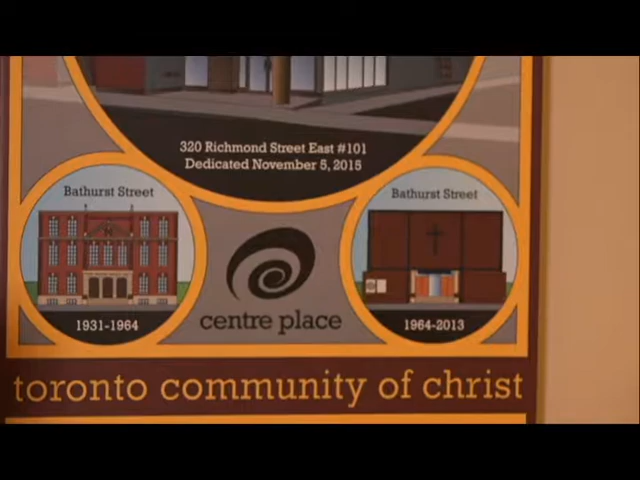 320 Richmond Street East #101
Dedicated November 5, 2015
Bathurst Street
Bathurst Street
1931-1964
centre place
1964-2013
toronto community of christ